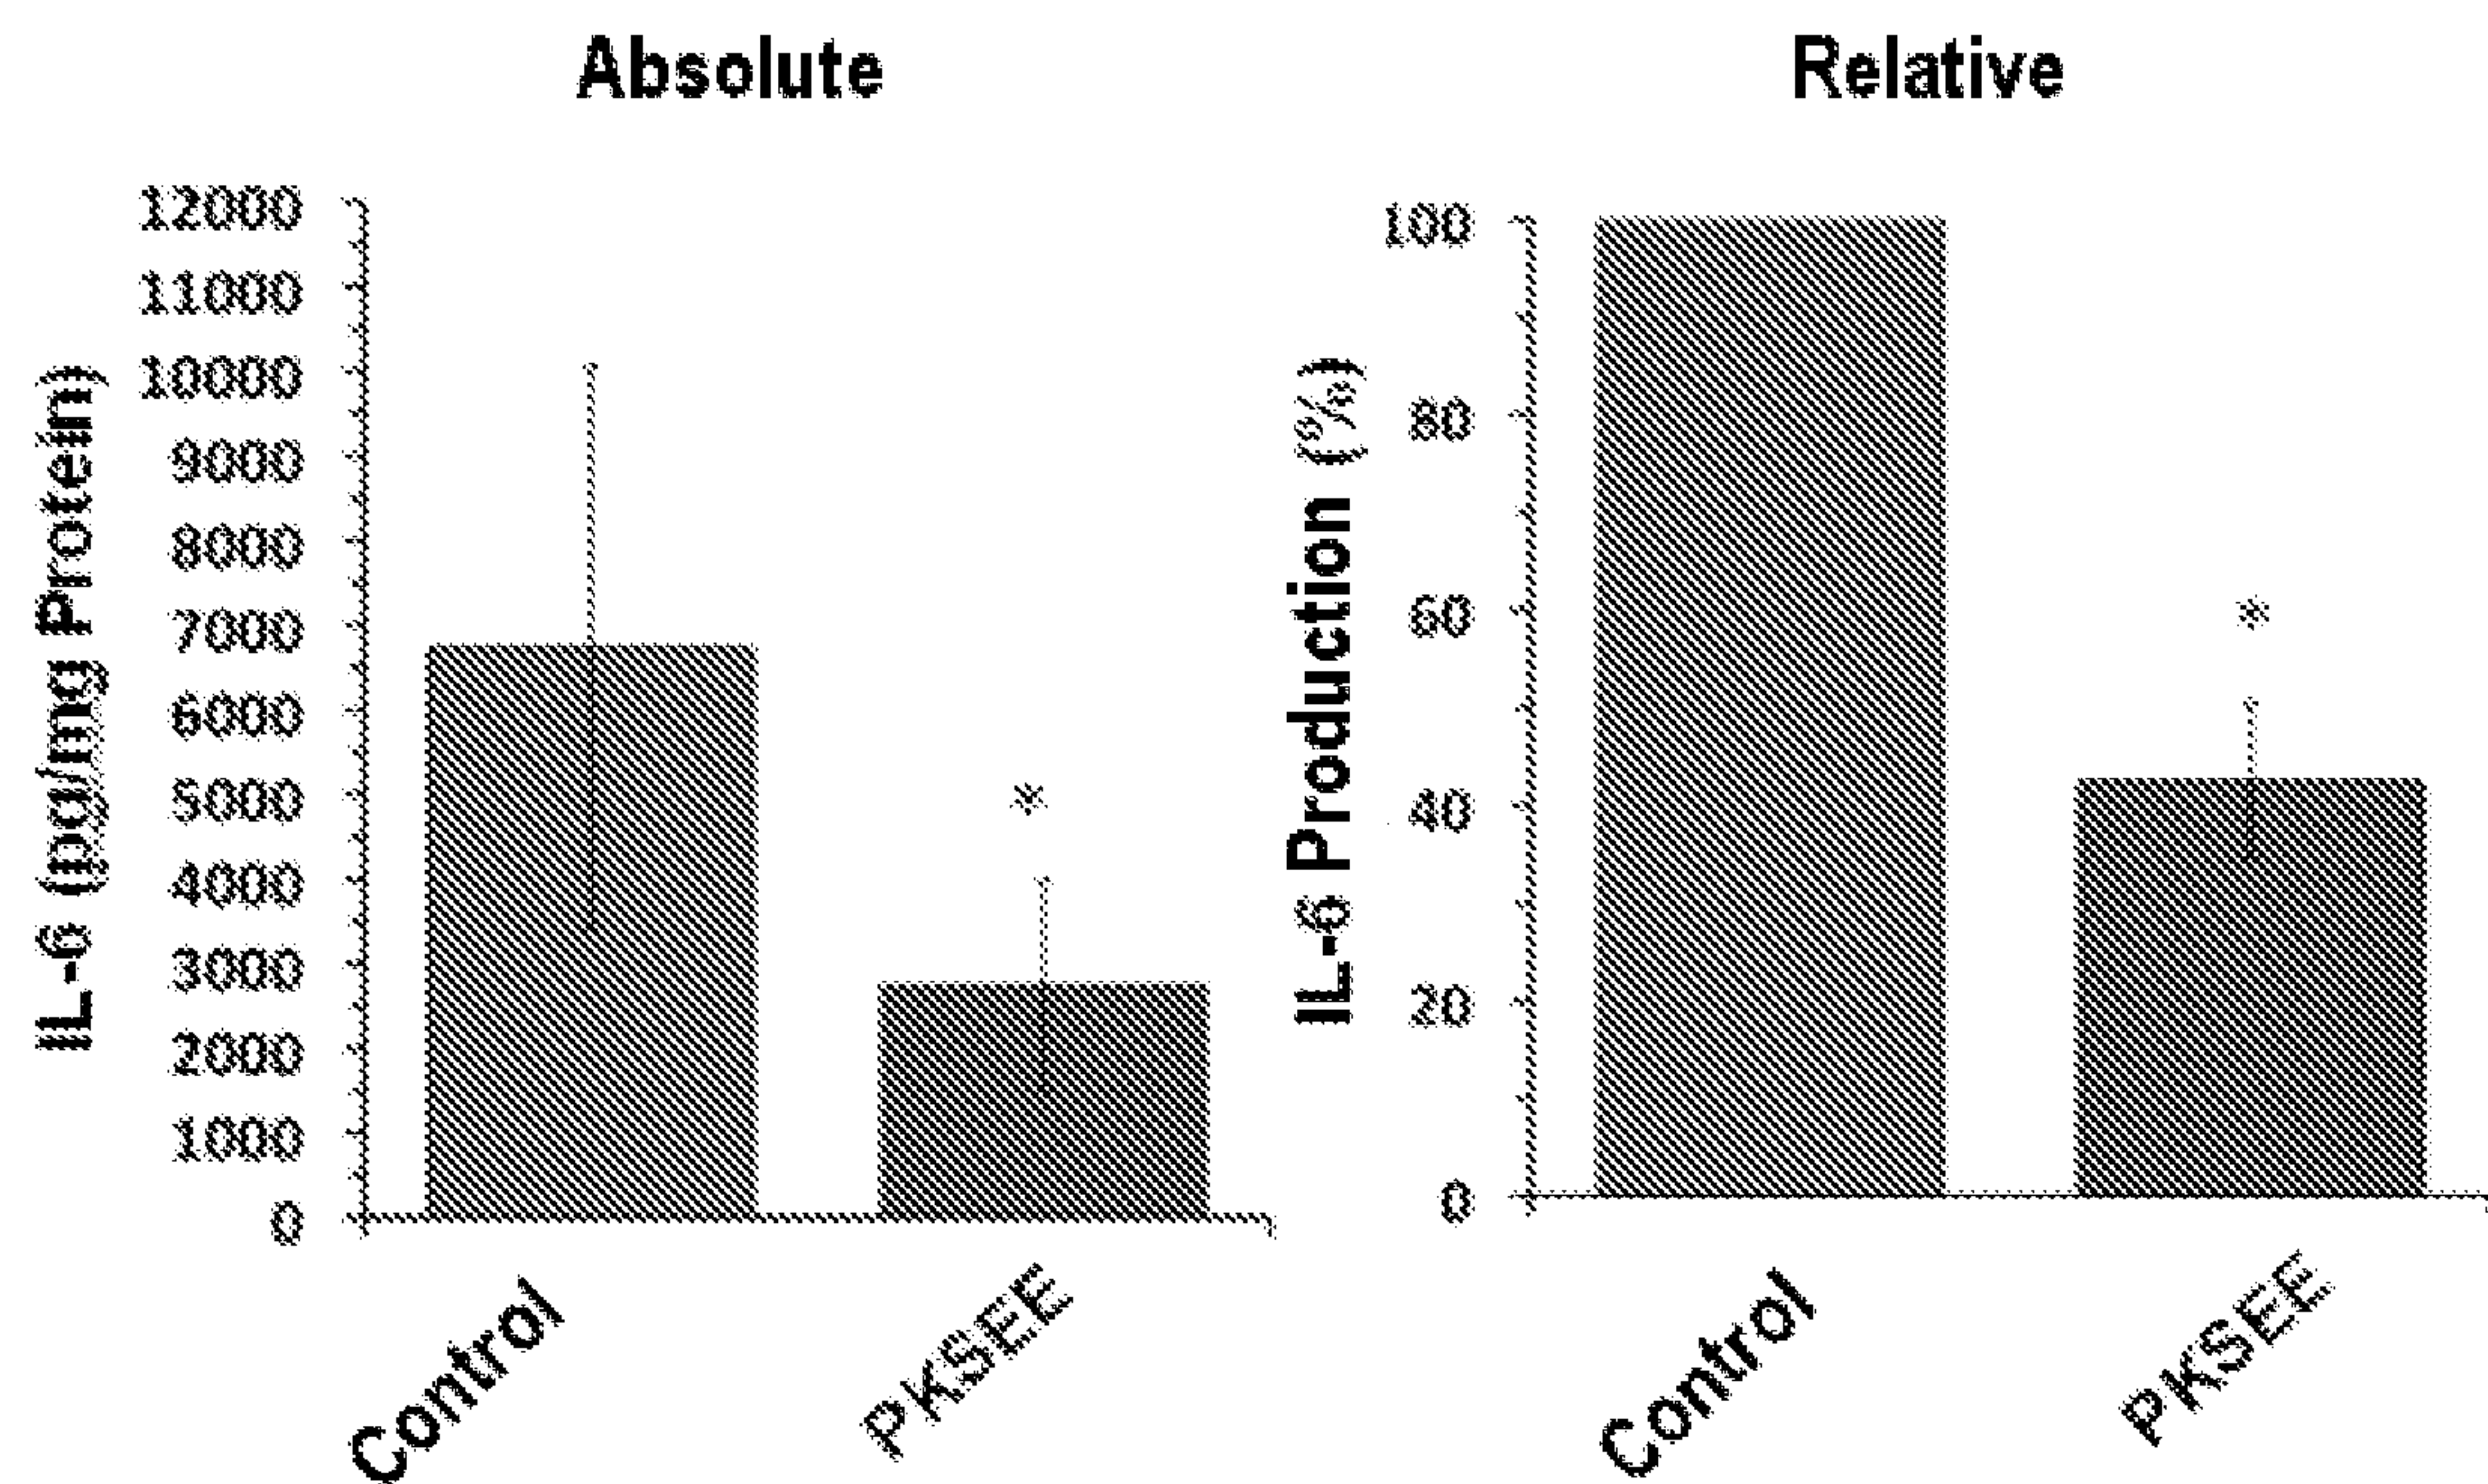 Absolute
IL-6 (pg/mg Protein)
12000
11000
10000
9000
8000
7000
6000
5000
4000
3000
2000
1000
0
*
Control
PKSEE
Relative
IL-6 Production (%)
100
80
60
40
20
0
*
Control
PKSEE